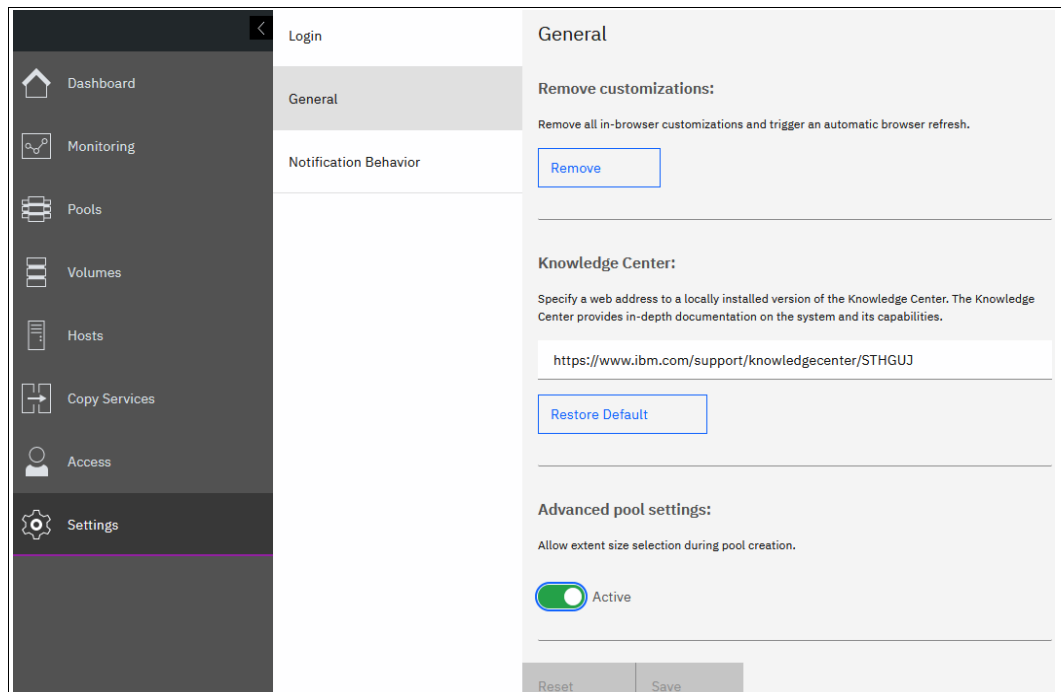 Dashboard
Monitoring
Pools
Volumes
Hosts
Copy Services
Access
Settings
Login
General
Notification Behavior
General
Remove customizations:
Remove all in-browser customizations and trigger an automatic browser refresh.
Remove
Knowledge Center:
Specify a web address to a locally installed version of the Knowledge Center. The Knowledge
Center provides in-depth documentation on the system and its capabilities.
https://www.ibm.com/support/knowledgecenter/STHGUJ
Restore Default
Advanced pool settings:
Allow extent size selection during pool creation.
Active
Reset
Save